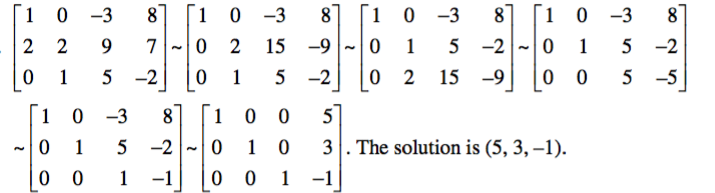 [1 0 −3 8] [1 0 −3 8] [1 0 −3 8] [1 0 −3 8]
[2 2 9 7] ~ [0 2 15 −9] ~ [0 1 5 −2] ~ [0 1 5 −2]
[0 1 5 −2] [0 1 5 −2] [0 2 15 −9] [0 0 5 −5]
[1 0 −3 8] [1 0 0 5]
~ [0 1 5 −2] ~ [0 1 0 3]. The solution is (5, 3, –1).
[0 0 1 −1] [0 0 1 −1]